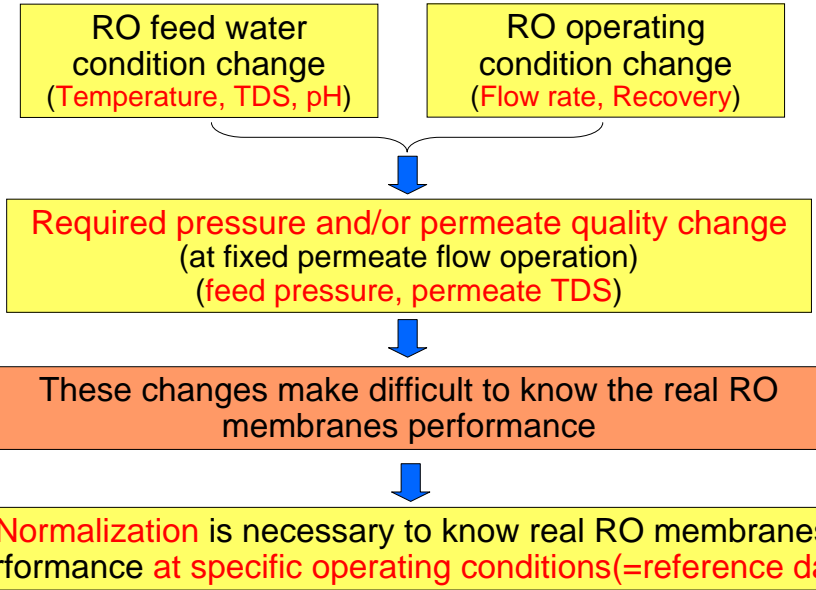 RO feed water
condition change
(Temperature, TDS, pH)
RO operating
condition change
(Flow rate, Recovery)
Required pressure and/or permeate quality change
(at fixed permeate flow operation)
(feed pressure, permeate TDS)
These changes make difficult to know the real RO
membranes performance
Normalization is necessary to know real RO membranes
rformance at specific operating conditions(=reference da